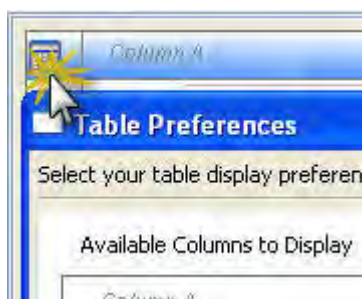 Column A
Table Preferences
Select your table display preferen
Available Columns to Display
Column A